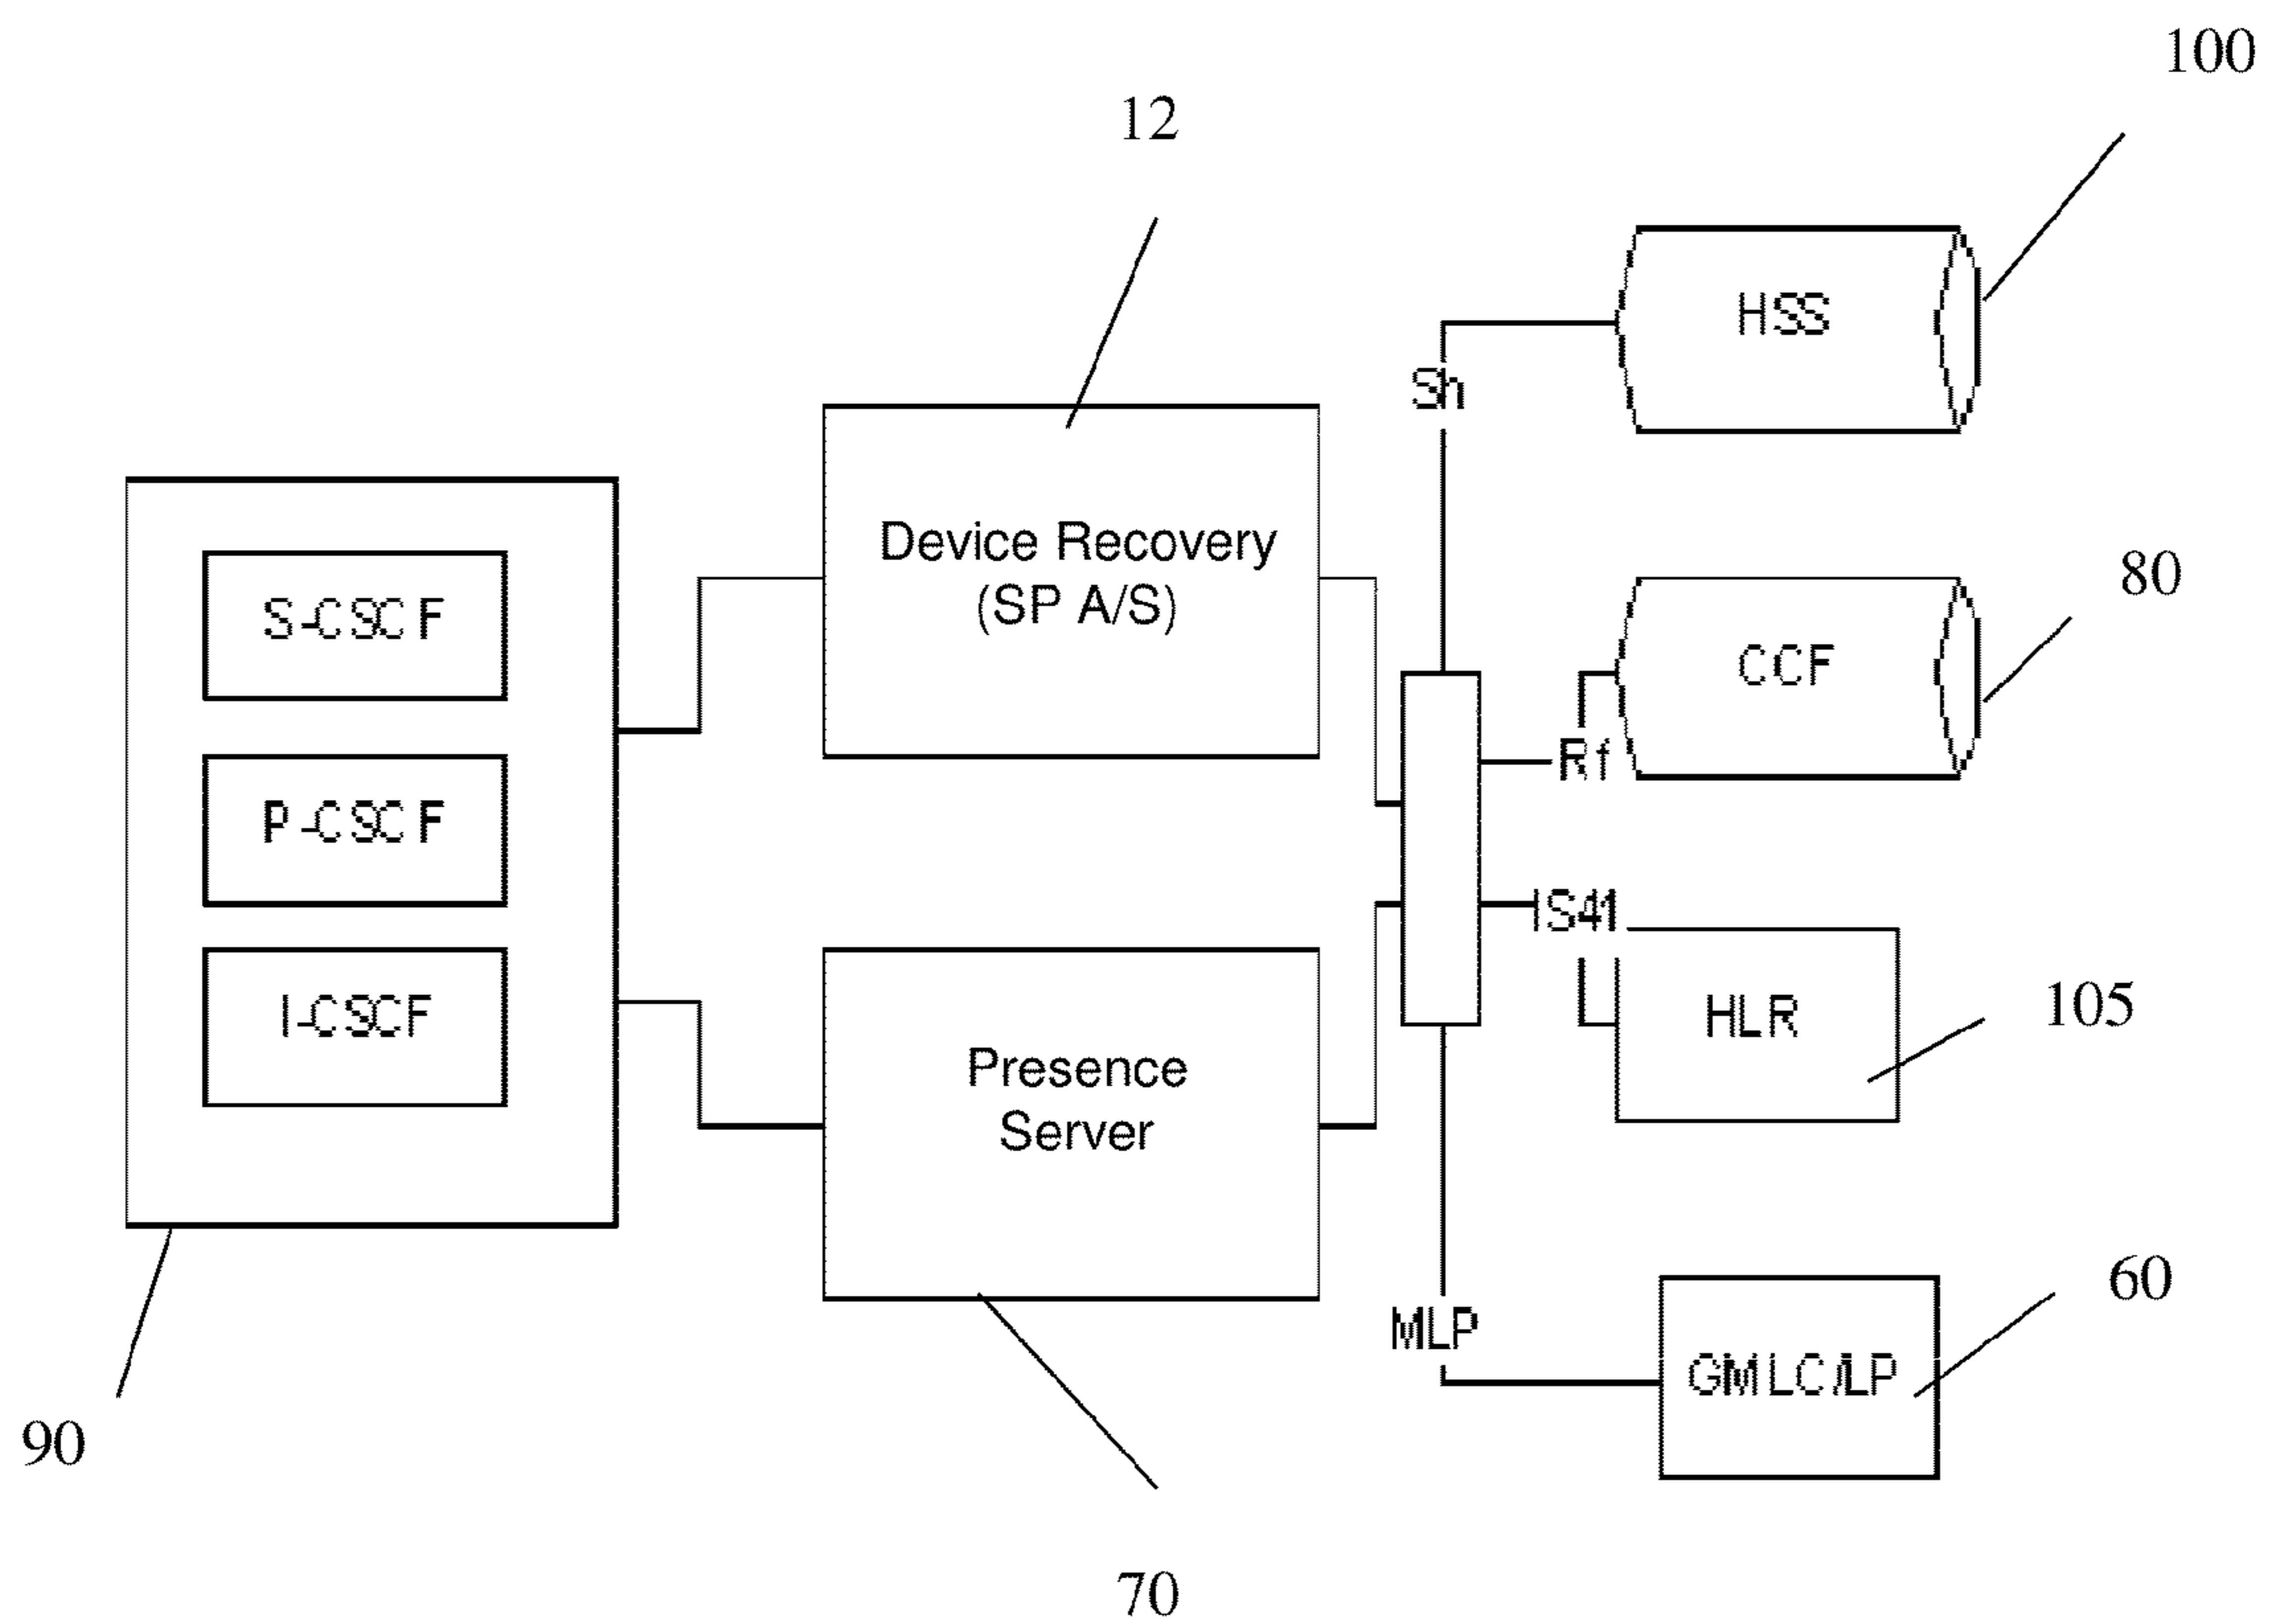 100
12
HSS
Sh
Device Recovery
(SP A/S)
80
S-CSCF
CCF
Rf
P-CSCF
IS41
I-CSCF
HLR
105
Presence
Server
60
MLP
GMLC/LP
90
70